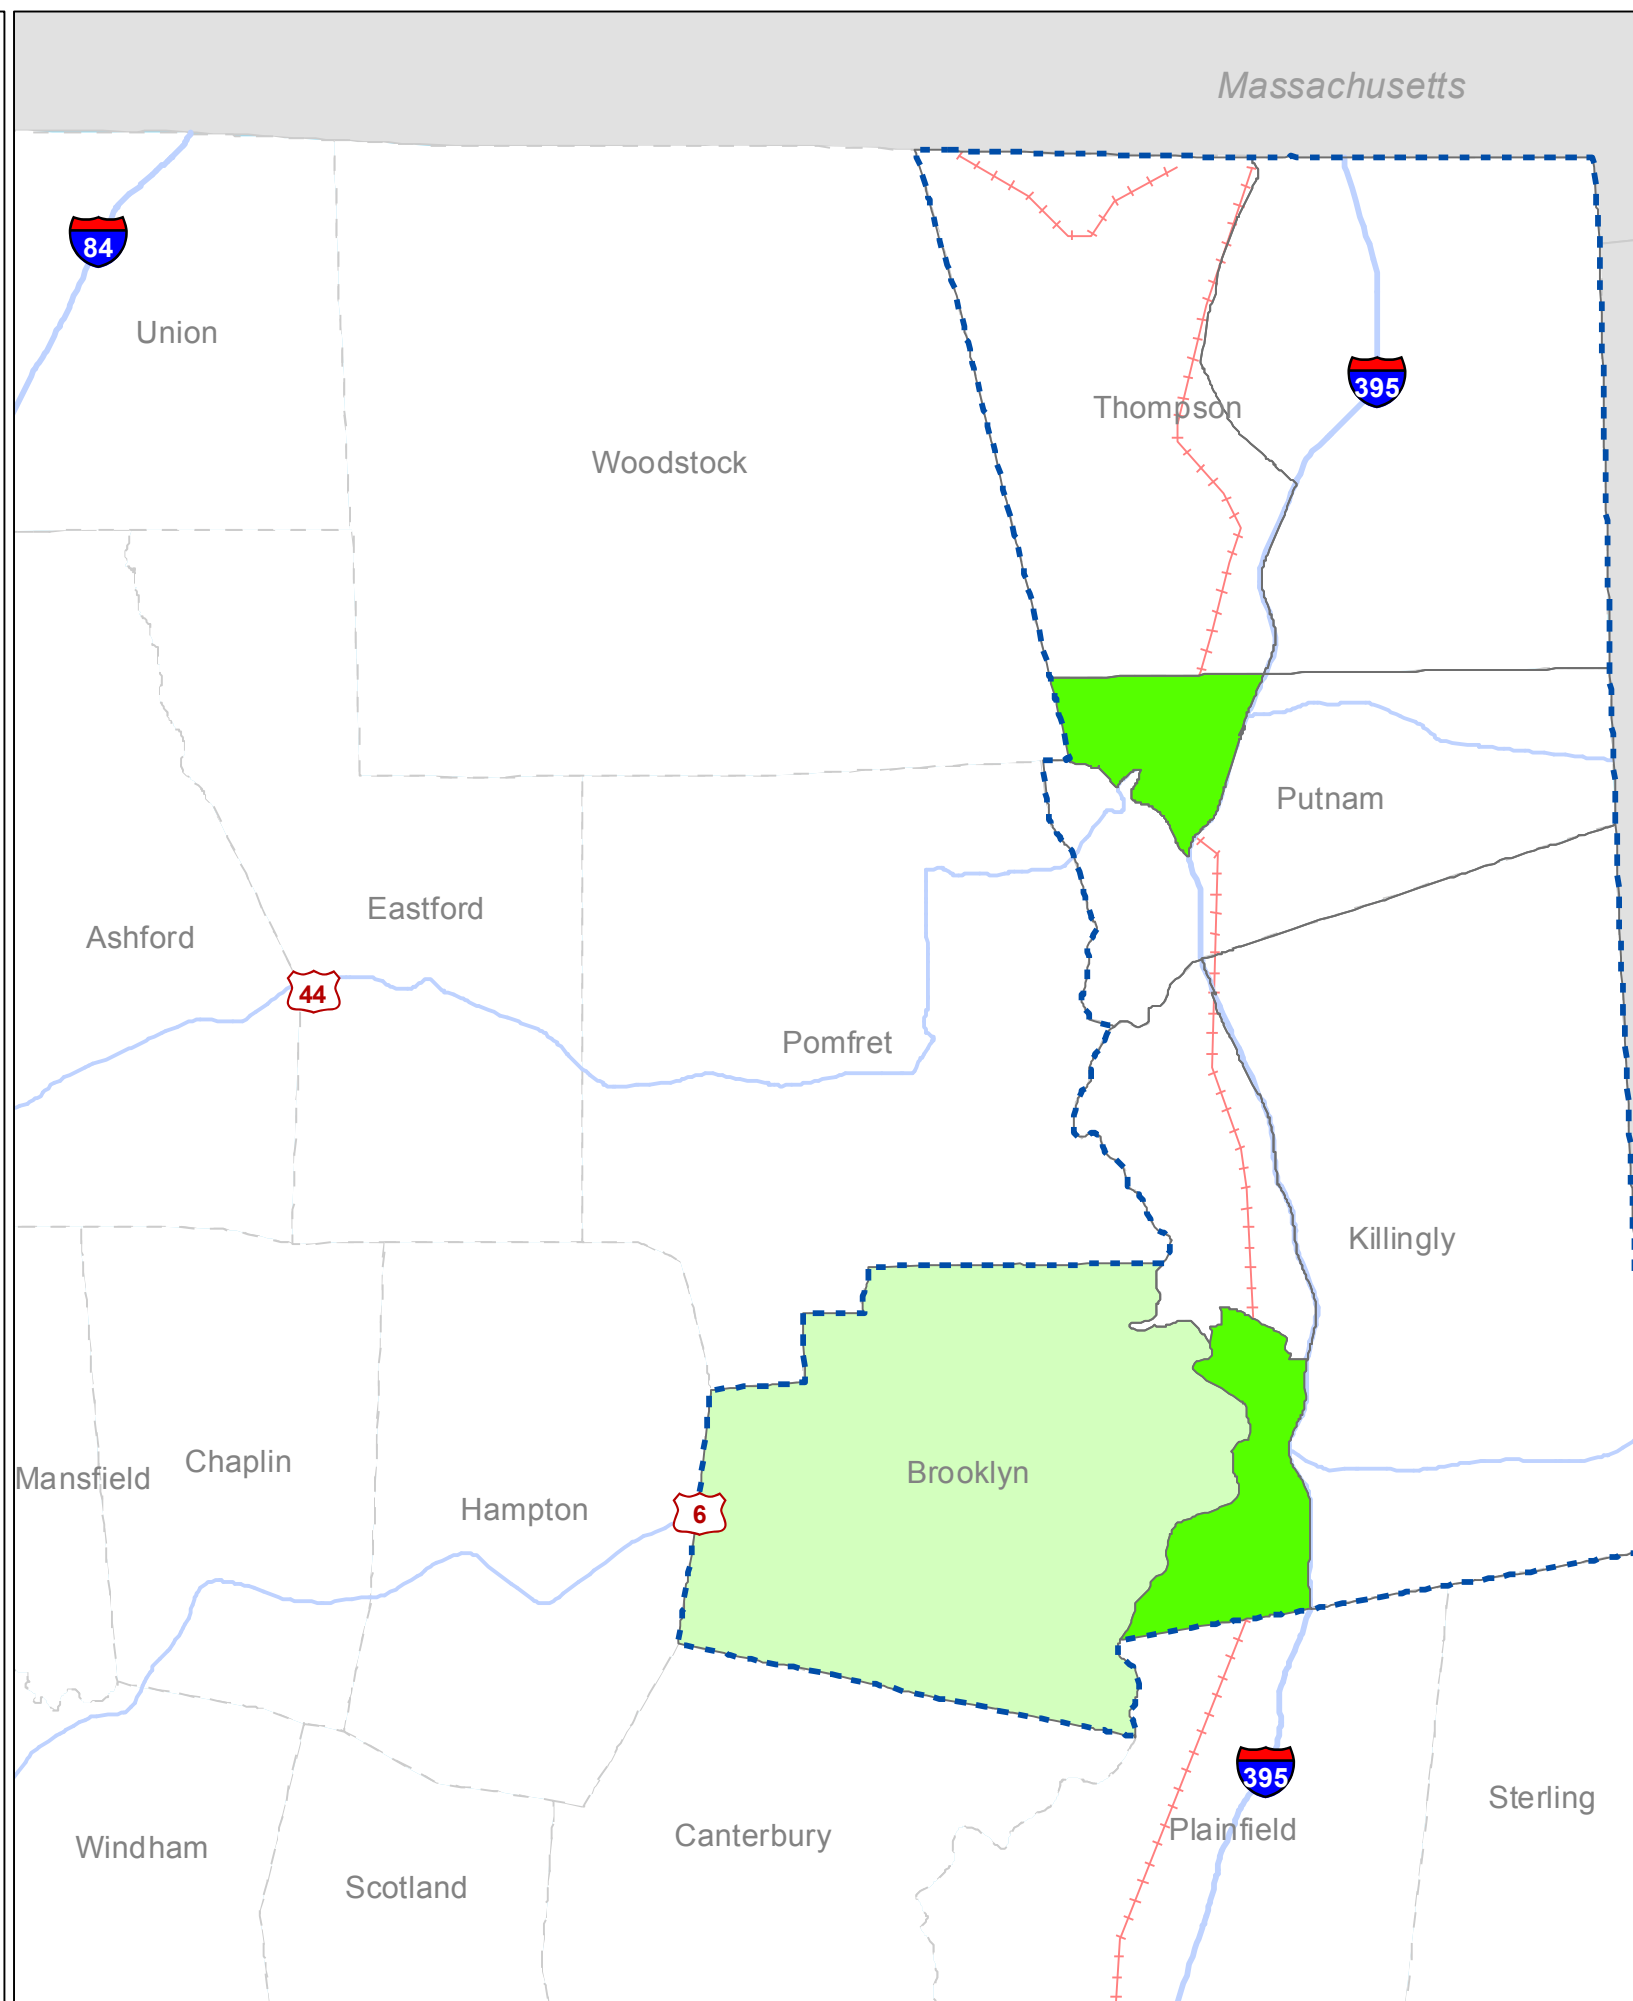 Massachusetts
84
Union
395
Thompson
Woodstock
Putnam
Eastford
Ashford
44
Pomfret
Killingly
Chaplin
Brooklyn
Mansfield
Hampton
6
395
Sterling
Plainfield
Canterbury
Windham
Scotland